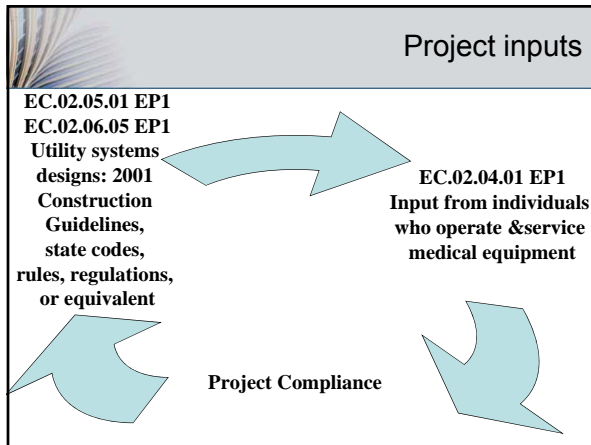 Project inputs
EC.02.05.01 EP1
EC.02.06.05 EP1
Utility systems
designs: 2001
Construction
Guidelines,
state codes,
rules, regulations,
or equivalent
EC.02.04.01 EP1
Input from individuals
who operate &service
medical equipment
Project Compliance